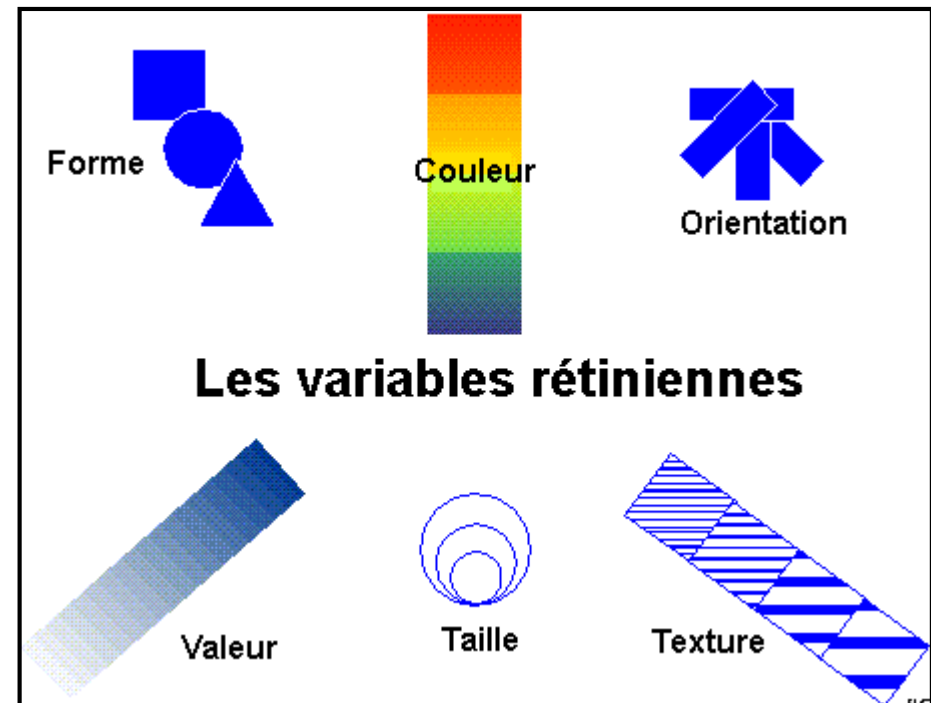 Forme
Couleur
Orientation
Les variables rétiniennes
Valeur
Taille
Texture